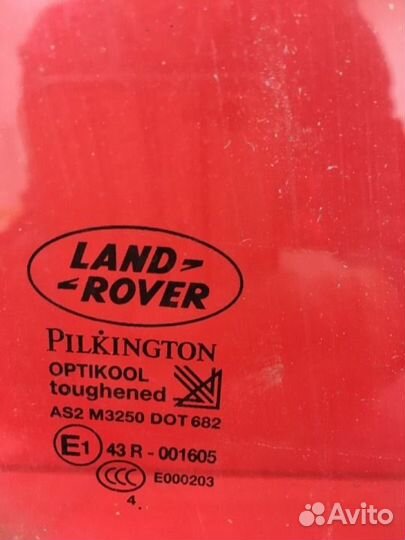 LAND
ROVER
PILKINGTON
OPTIKOOL
toughened
AS2 M3250 DOT 682
E1 43 R - 001605
CCC E000203
4
Avito